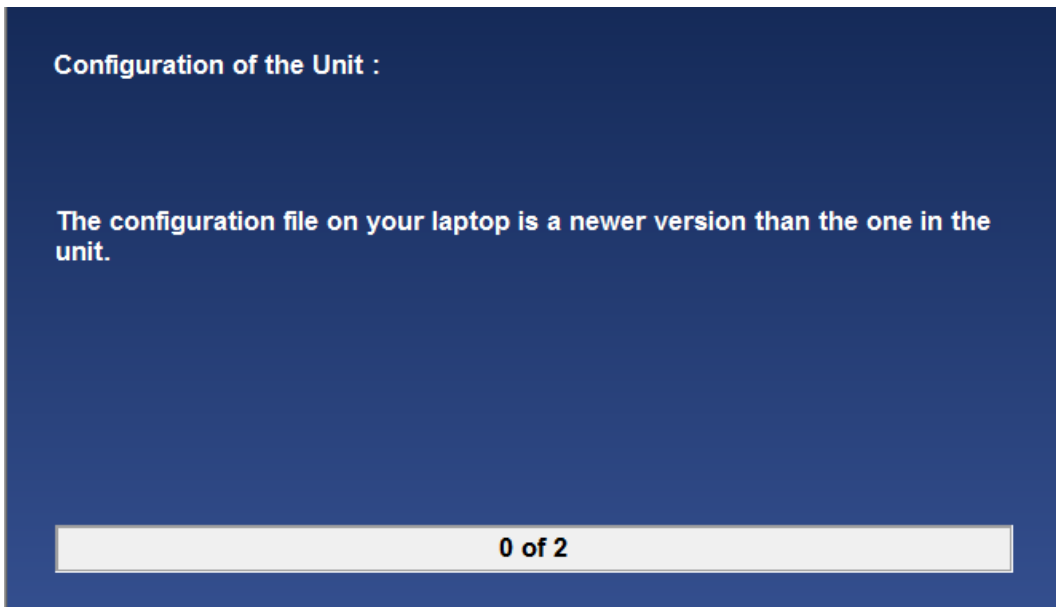 Configuration of the Unit :
The configuration file on your laptop is a newer version than the one in the
unit.
0 of 2